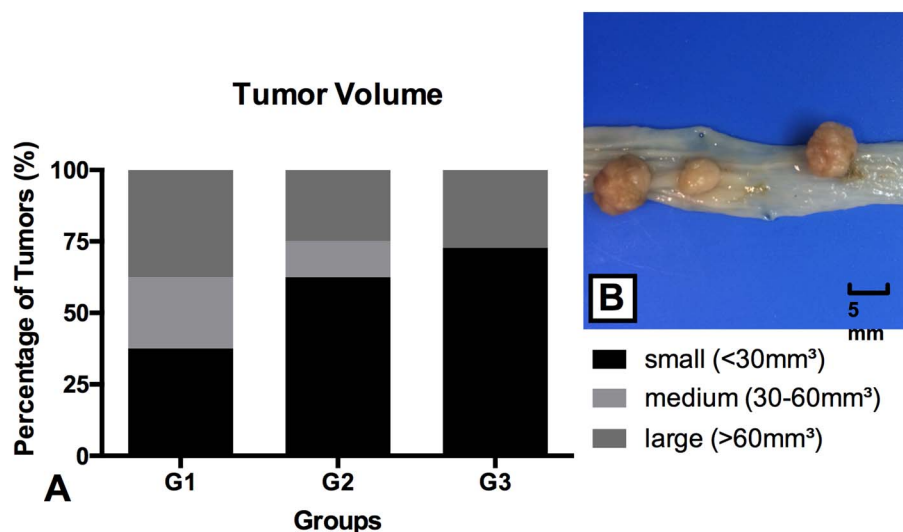 Tumor Volume
Percentage of Tumors (%)
100
75
50
25
0
G1 G2 G3
Groups
A
B
5
mm
small (<30mm³)
medium (30-60mm³)
large (>60mm³)